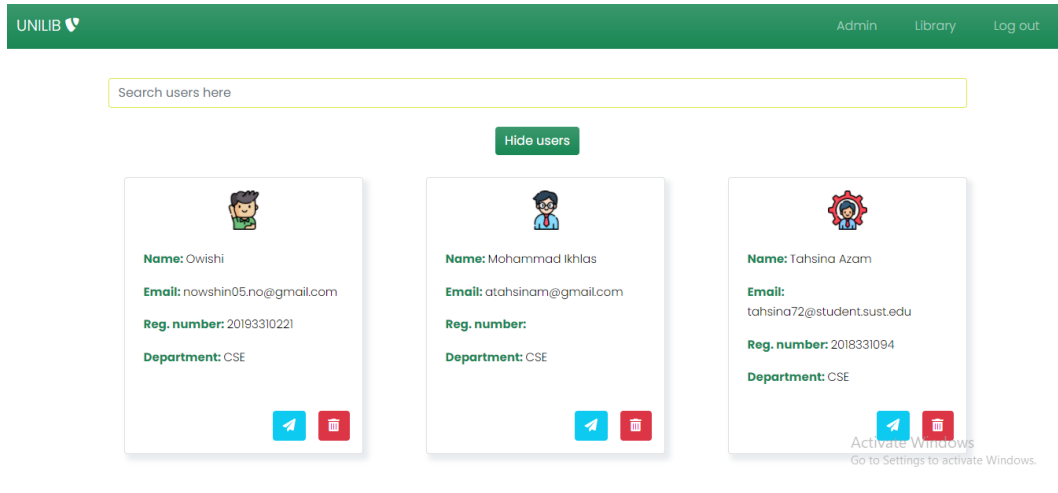 UNILIB
Admin
Library
Log out
Search users here
Hide users
Name: Owishi
Email: nowshin05.no@gmail.com
Reg. number: 20193310221
Department: CSE
Name: Mohammad Ikhlas
Email: atahsinam@gmail.com
Reg. number:
Department: CSE
Name: Tahsina Azam
Email:
tahsina72@student.sust.edu
Reg. number: 2018331094
Department: CSE
Activate Windows
Go to Settings to activate Windows.